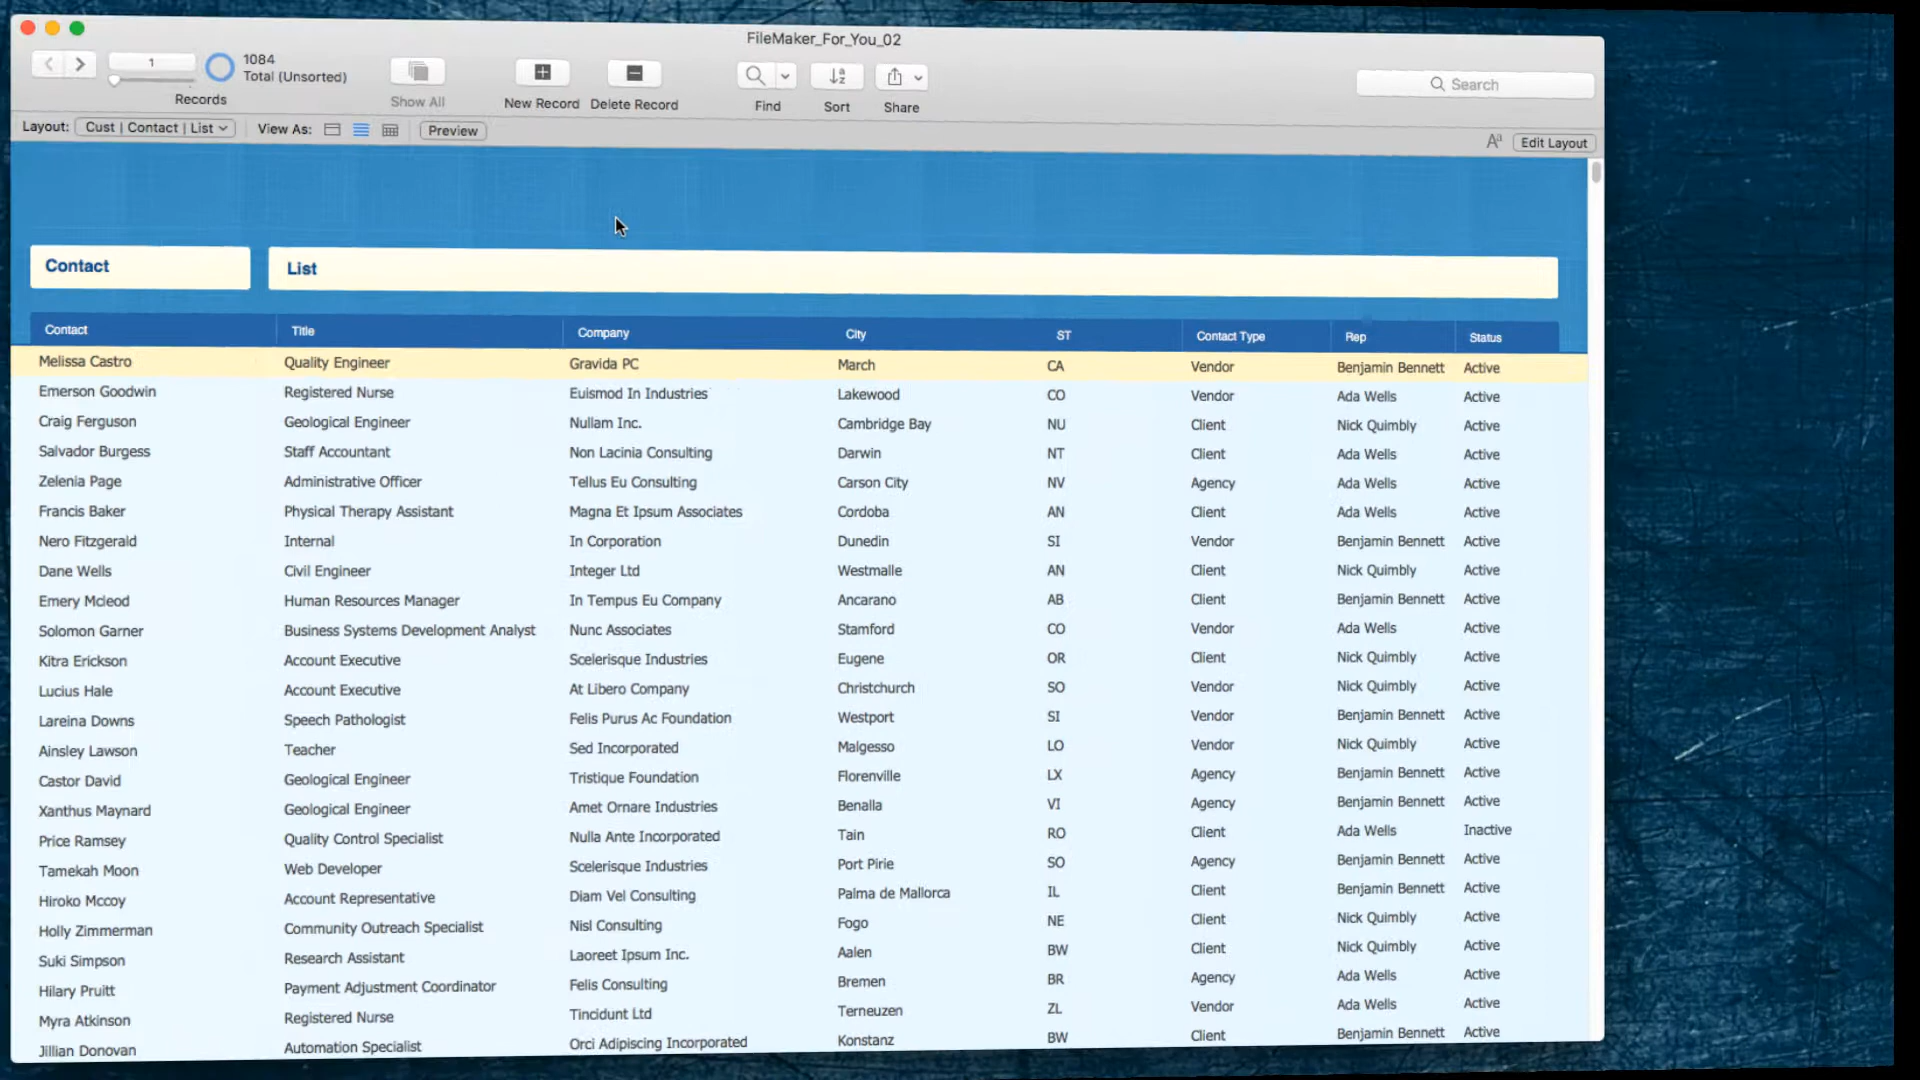 FileMaker_For_You_02
1
1084
Total (Unsorted)
Records
Show All
New Record
Delete Record
Find
Sort
Share
Search
Layout: Cust | Contact | List View As: Preview
Aa Edit Layout
Contact
List
Contact Title Company City ST Contact Type Rep Status
Melissa Castro Quality Engineer Gravida PC March CA Vendor Benjamin Bennett Active
Emerson Goodwin Registered Nurse Euismod In Industries Lakewood CO Vendor Ada Wells Active
Craig Ferguson Geological Engineer Nullam Inc. Cambridge Bay NU Client Nick Quimbly Active
Salvador Burgess Staff Accountant Non Lacinia Consulting Darwin NT Client Ada Wells Active
Zelenia Page Administrative Officer Tellus Eu Consulting Carson City NV Agency Ada Wells Active
Francis Baker Physical Therapy Assistant Magna Et Ipsum Associates Cordoba AN Client Ada Wells Active
Nero Fitzgerald Internal In Corporation Dunedin SI Vendor Benjamin Bennett Active
Dane Wells Civil Engineer Integer Ltd Westmalle AN Client Nick Quimbly Active
Emery Mcleod Human Resources Manager In Tempus Eu Company Ancarano AB Client Benjamin Bennett Active
Solomon Garner Business Systems Development Analyst Nunc Associates Stamford CO Vendor Ada Wells Active
Kitra Erickson Account Executive Scelerisque Industries Eugene OR Client Nick Quimbly Active
Lucius Hale Account Executive At Libero Company Christchurch SO Vendor Nick Quimbly Active
Lareina Downs Speech Pathologist Felis Purus Ac Foundation Westport SI Vendor Benjamin Bennett Active
Ainsley Lawson Teacher Sed Incorporated Malgesso LO Vendor Nick Quimbly Active
Castor David Geological Engineer Tristique Foundation Florenville LX Agency Benjamin Bennett Active
Xanthus Maynard Geological Engineer Amet Ornare Industries Benalla VI Agency Benjamin Bennett Active
Price Ramsey Quality Control Specialist Nulla Ante Incorporated Tain RO Client Ada Wells Inactive
Tamekah Moon Web Developer Scelerisque Industries Port Pirie SO Agency Benjamin Bennett Active
Hiroko Mccoy Account Representative Diam Vel Consulting Palma de Mallorca IL Client Benjamin Bennett Active
Holly Zimmerman Community Outreach Specialist Nisl Consulting Fogo NE Client Nick Quimbly Active
Suki Simpson Research Assistant Laoreet Ipsum Inc. Aalen BW Client Nick Quimbly Active
Hilary Pruitt Payment Adjustment Coordinator Felis Consulting Bremen BR Agency Ada Wells Active
Myra Atkinson Registered Nurse Tincidunt Ltd Terneuzen ZL Vendor Ada Wells Active
Jillian Donovan Automation Specialist Orci Adipiscing Incorporated Konstanz BW Client Benjamin Bennett Active